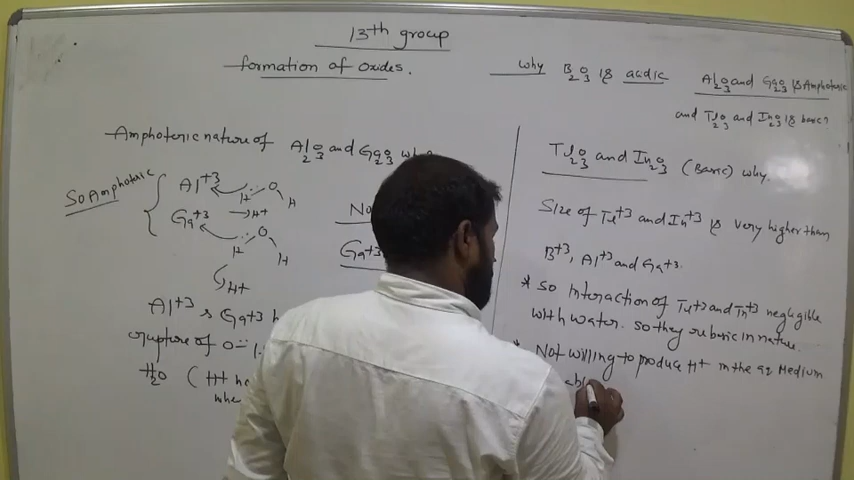 13th group
formation of oxides.
why B2O3 is acidic Al2O3 and Ga2O3 is Amphoteric
and Tl2O3 and In2O3 is basic?
Amphoteric nature of Al2O3 and Ga2O3
So Amphoteric
Al+3 H O H
Ga+3 → H+
H O H
H+
No
Ga+3
Al+3 Ga+3
rupture of O
H2O (H+
Tl2O3 and In2O3 (Basic) why.
Size of Tl+3 and In+3 is very higher than
B+3, Al+3 and Ga+3.
* So Interaction of Tl+3 and In+3 negligible
with water. so they re basic in nature.
* Not willing to produce H+ in the aq Medium